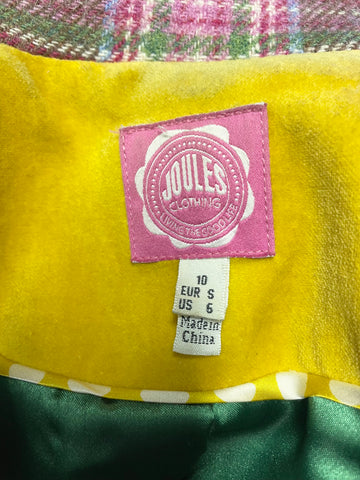 JOULES
CLOTHING
LIVING THE GOOD LIFE
10
EUR S
US 6
Made in
China